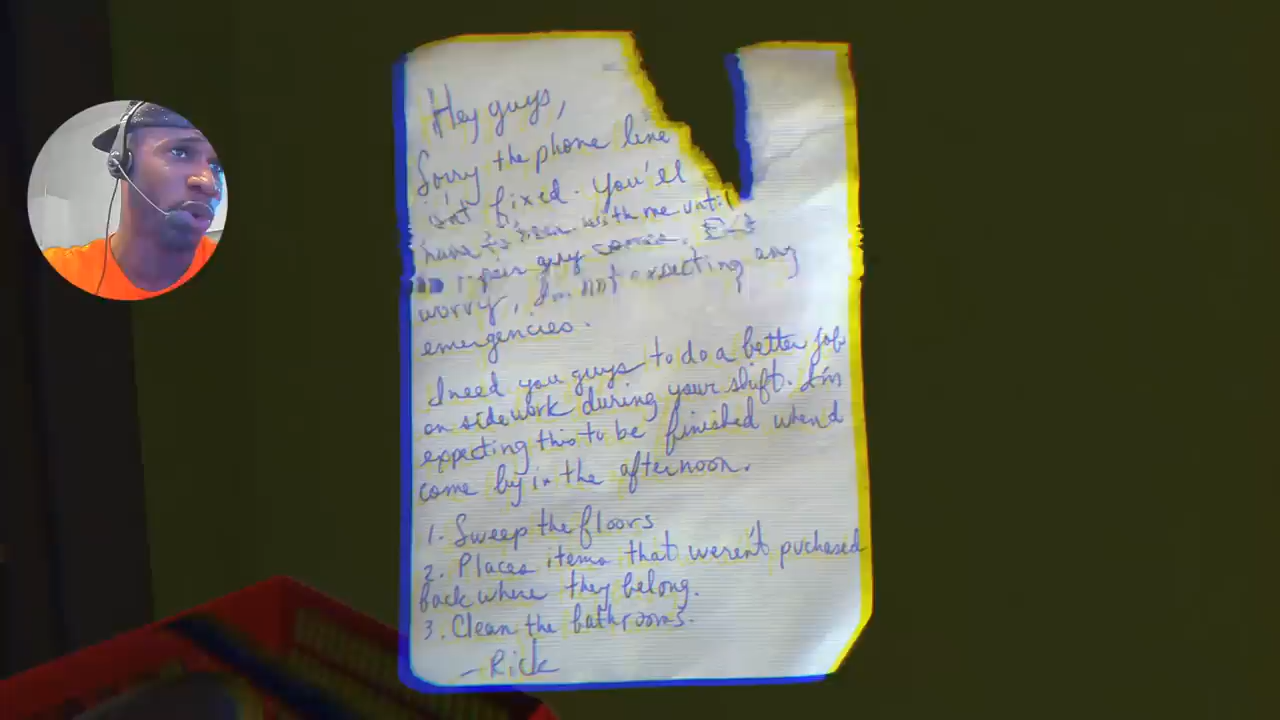 Hey guys,
Sorry the phone line
isn't fixed. You'll
have to bear with me until
repair guy comes.
worry, I'm not expecting any
emergencies.
I need you guys to do a better job
on sidework during your shift. I'm
expecting this to be finished when I
come by in the afternoon.
1. Sweep the floors
2. Places items that weren't puchased
back where they belong.
3. Clean the bathrooms.
-Rick